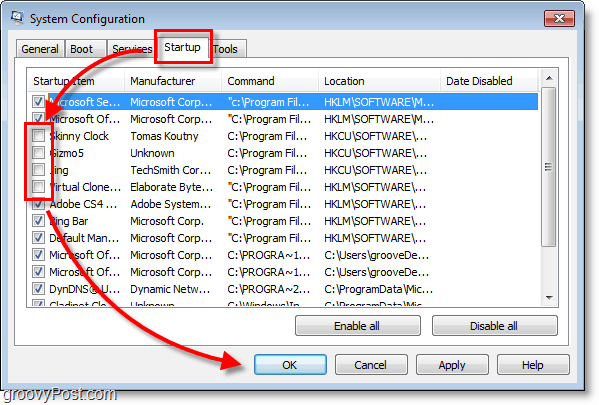 System Configuration
General Boot Services Startup Tools
Startup Item Manufacturer Command Location Date Disabled
Microsoft Se... Microsoft Corp... "c:\Program Fil... HKLM\SOFTWARE\M...
Microsoft Of... Microsoft Corp... "C:\Program Fil... HKLM\SOFTWARE\M...
Skinny Clock Tomas Koutny "C:\Program Fil... HKCU\SOFTWARE\...
Gizmo5 Unknown C:\Program Fil... HKCU\SOFTWARE\...
Jing TechSmith Cor... C:\Program Fil... HKCU\SOFTWARE\...
Virtual Clone... Elaborate Byte... "C:\Program Fil... HKLM\SOFTWARE\...
Adobe CS4 ... Adobe System... "C:\Program Fil... HKLM\SOFTWARE\...
Bing Bar Microsoft Corp. "C:\Program Fil... HKLM\SOFTWARE\...
Default Man... Microsoft Corp... "C:\Program Fil... HKLM\SOFTWARE\...
Microsoft Of... Microsoft Corp... C:\PROGRA~1... C:\Users\grooveDe...
Microsoft Of... Microsoft Corp... C:\PROGRA~1... C:\Users\grooveDe...
DynDNS® U... Dynamic Netw... C:\PROGRA~2... C:\ProgramData\Mic...
Gladinet Clo... Unknown C:\Windows\In... C:\ProgramData\Mic...
Enable all Disable all
OK Cancel Apply Help
groovyPost.com